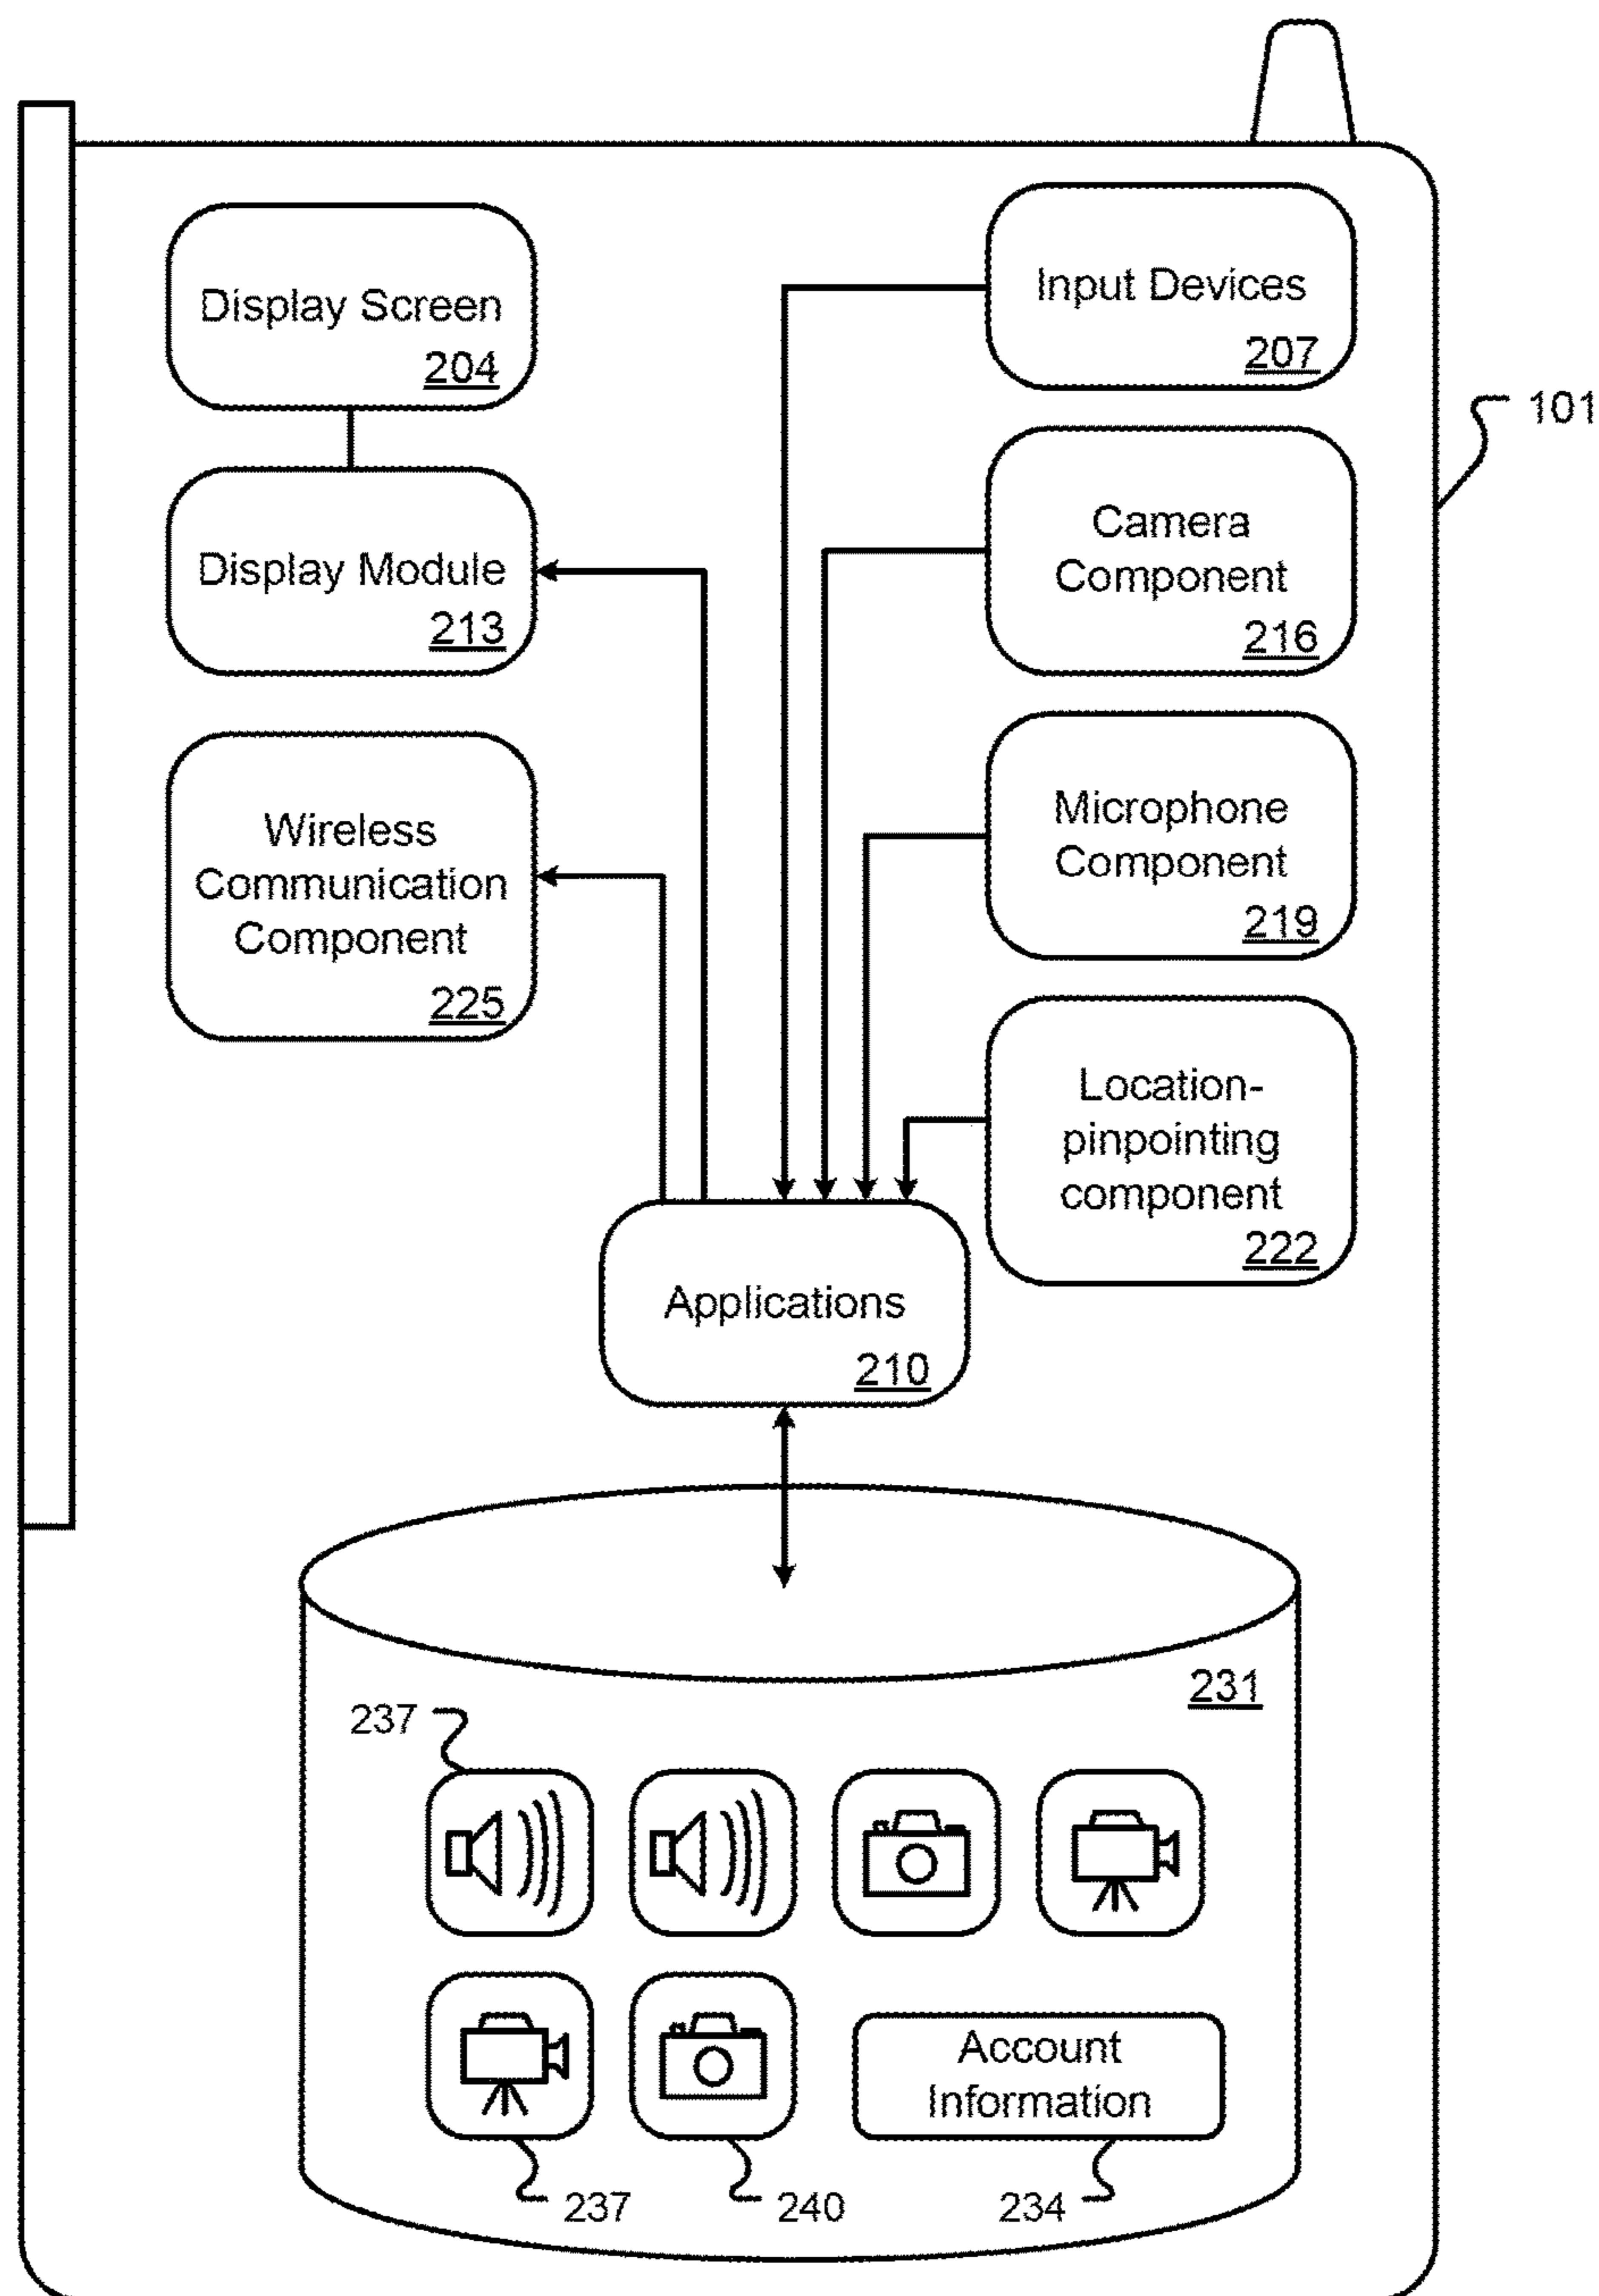 Display Screen
204
Input Devices
207
101
Display Module
213
Camera
Component
216
Wireless
Communication
Component
225
Microphone
Component
219
Location-
pinpointing
component
222
Applications
210
231
237
Account
Information
237
240
234